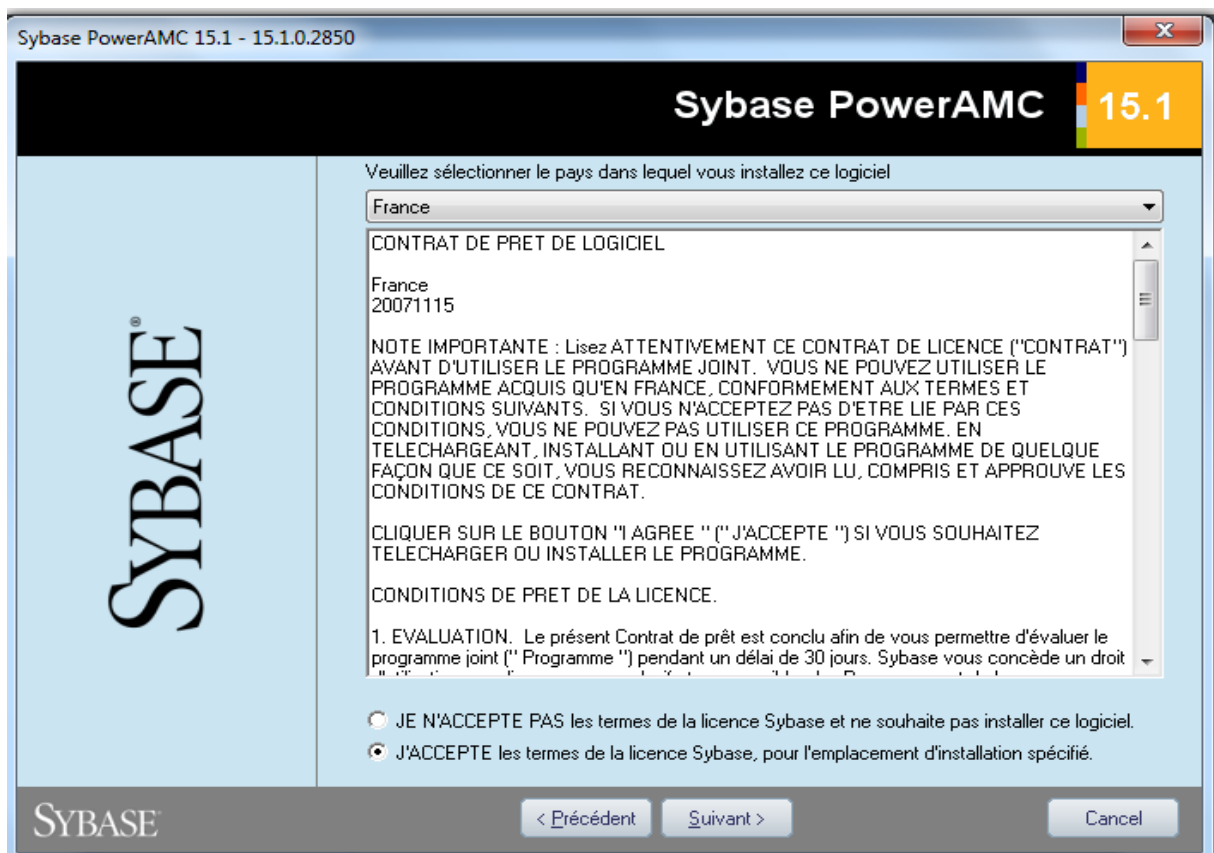 Sybase PowerAMC 15.1 - 15.1.0.2850
Sybase PowerAMC 15.1
Veuillez sélectionner le pays dans lequel vous installez ce logiciel
France
CONTRAT DE PRET DE LOGICIEL
France
20071115
NOTE IMPORTANTE : Lisez ATTENTIVEMENT CE CONTRAT DE LICENCE ("CONTRAT")
AVANT D'UTILISER LE PROGRAMME JOINT. VOUS NE POUVEZ UTILISER LE
PROGRAMME ACQUIS QU'EN FRANCE, CONFORMEMENT AUX TERMES ET
CONDITIONS SUIVANTS. SI VOUS N'ACCEPTEZ PAS D'ETRE LIE PAR CES
CONDITIONS, VOUS NE POUVEZ PAS UTILISER CE PROGRAMME. EN
TELECHARGEANT, INSTALLANT OU EN UTILISANT LE PROGRAMME DE QUELQUE
FAÇON QUE CE SOIT, VOUS RECONNAISSEZ AVOIR LU, COMPRIS ET APPROUVE LES
CONDITIONS DE CE CONTRAT.
CLIQUER SUR LE BOUTON "I AGREE " (" J'ACCEPTE ") SI VOUS SOUHAITEZ
TELECHARGER OU INSTALLER LE PROGRAMME.
CONDITIONS DE PRET DE LA LICENCE.
1. EVALUATION. Le présent Contrat de prêt est conclu afin de vous permettre d'évaluer le
programme joint (" Programme ") pendant un délai de 30 jours. Sybase vous concède un droit
JE N'ACCEPTE PAS les termes de la licence Sybase et ne souhaite pas installer ce logiciel.
J'ACCEPTE les termes de la licence Sybase, pour l'emplacement d'installation spécifié.
SYBASE®
SYBASE
< Précédent
Suivant >
Cancel